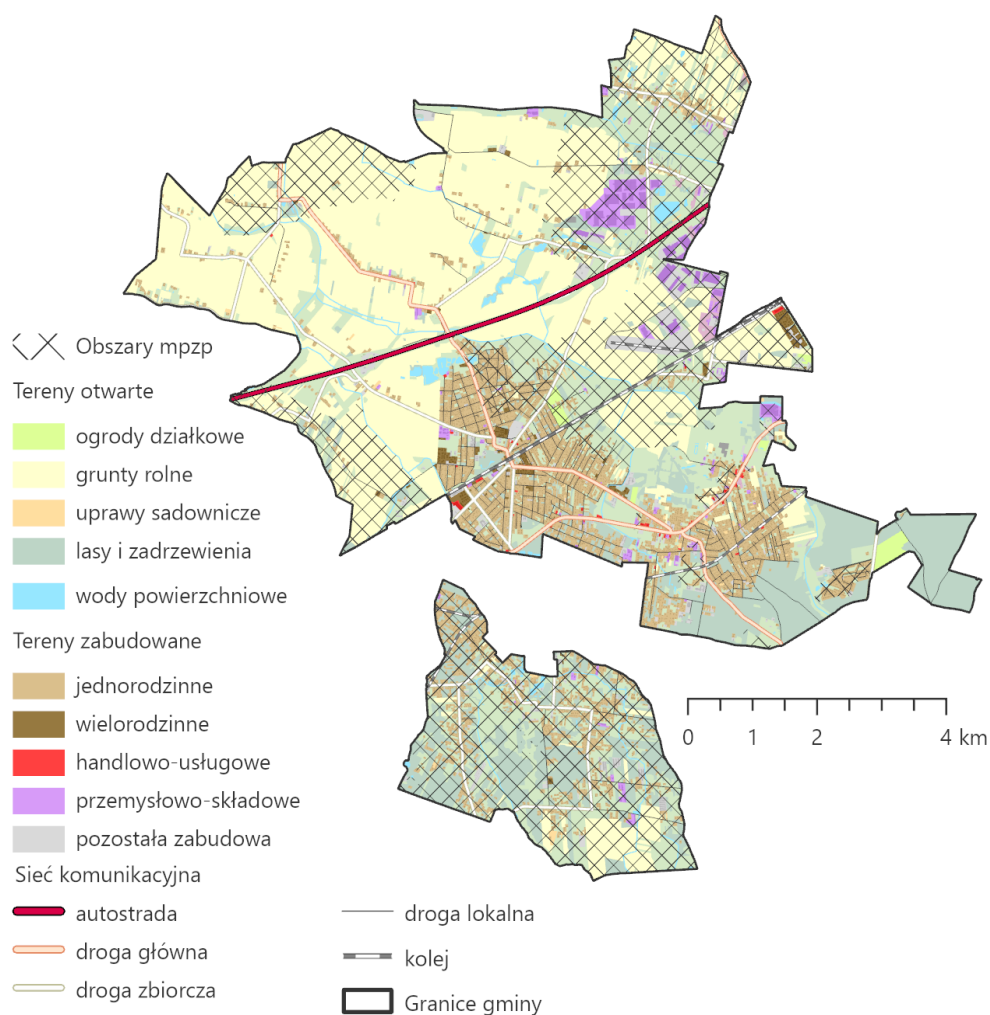 Obszary mpzp
Tereny otwarte
ogrody działkowe
grunty rolne
uprawy sadownicze
lasy i zadrzewienia
wody powierzchniowe
Tereny zabudowane
jednorodzinne
wielorodzinne
handlowo-usługowe
przemysłowo-składowe
pozostała zabudowa
Sieć komunikacyjna
autostrada
droga główna
droga zbiorcza
droga lokalna
kolej
Granice gminy
0 1 2 4 km